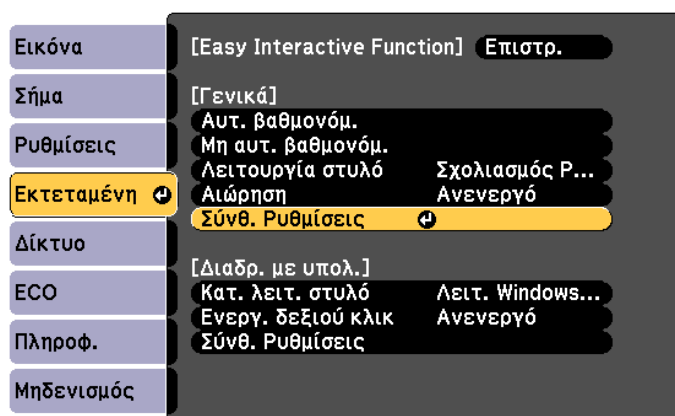 Εικόνα
Σήμα
Ρυθμίσεις
Εκτεταμένη
Δίκτυο
ECO
Πληροφ.
Μηδενισμός
[Easy Interactive Function] Επιστρ.
[Γενικά]
Αυτ. βαθμονόμ.
Μη αυτ. βαθμονόμ.
Λειτουργία στυλό Σχολιασμός P...
Αιώρηση Ανενεργό
Σύνθ. Ρυθμίσεις
[Διαδρ. με υπολ.]
Κατ. λειτ. στυλό Λειτ. Windows...
Ενεργ. δεξιού κλικ Ανενεργό
Σύνθ. Ρυθμίσεις